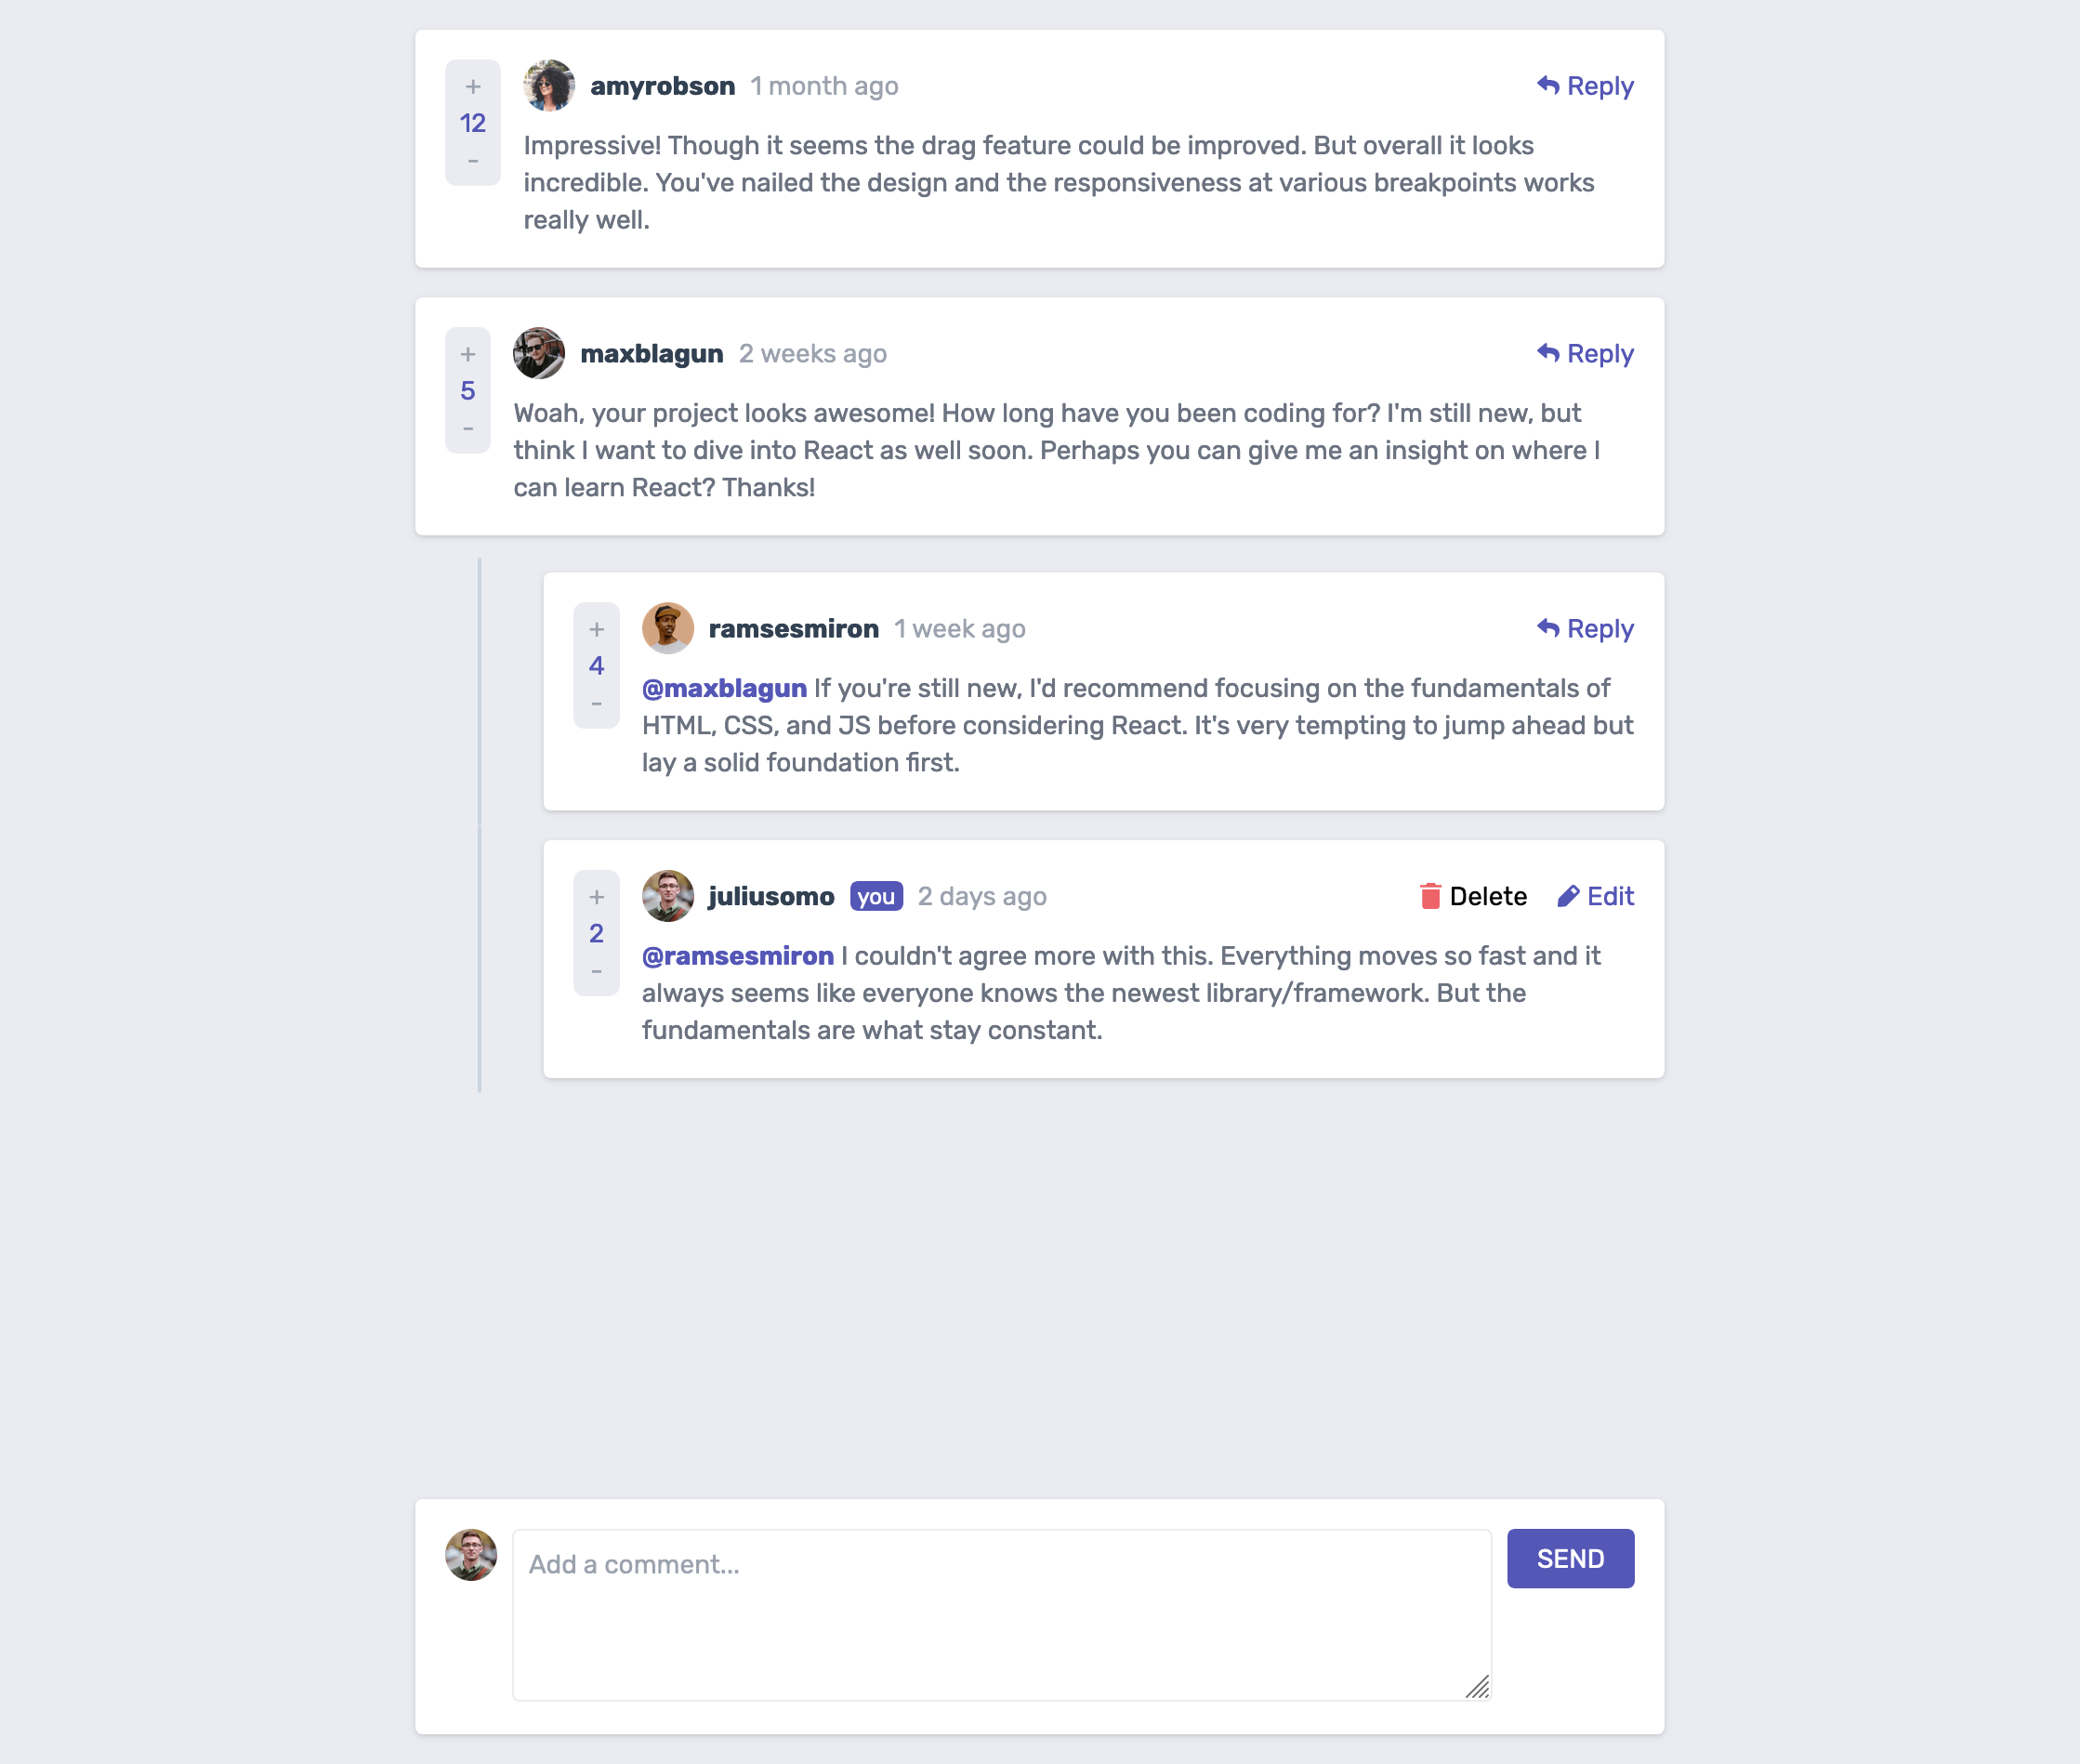 +
12
-
amyrobson 1 month ago Reply
Impressive! Though it seems the drag feature could be improved. But overall it looks
incredible. You've nailed the design and the responsiveness at various breakpoints works
really well.
+
5
-
maxblagun 2 weeks ago Reply
Woah, your project looks awesome! How long have you been coding for? I'm still new, but
think I want to dive into React as well soon. Perhaps you can give me an insight on where I
can learn React? Thanks!
+
4
-
ramsesmiron 1 week ago Reply
@maxblagun If you're still new, I'd recommend focusing on the fundamentals of
HTML, CSS, and JS before considering React. It's very tempting to jump ahead but
lay a solid foundation first.
+
2
-
juliusomo you 2 days ago Delete Edit
@ramsesmiron I couldn't agree more with this. Everything moves so fast and it
always seems like everyone knows the newest library/framework. But the
fundamentals are what stay constant.
Add a comment...
SEND